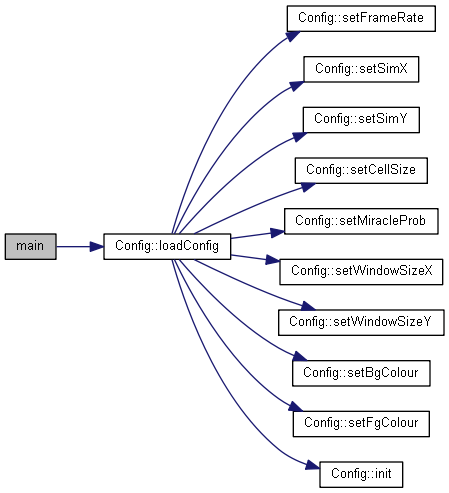 Config::setFrameRate
Config::setSimX
Config::setSimY
Config::setCellSize
Config::setMiracleProb
main
Config::loadConfig
Config::setWindowSizeX
Config::setWindowSizeY
Config::setBgColour
Config::setFgColour
Config::init